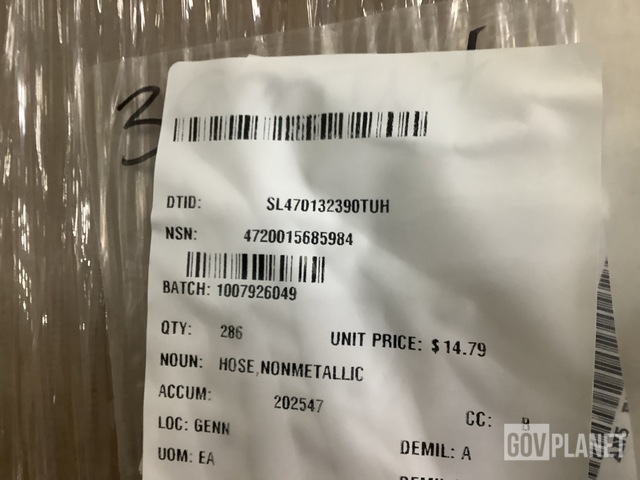 3
DTID: SL470132390TUH
NSN: 4720015685984
BATCH: 1007926049
QTY: 286 UNIT PRICE: $ 14.79
NOUN: HOSE,NONMETALLIC
ACCUM: 202547
LOC: GENN CC: B
UOM: EA DEMIL: A
GOVPLANET